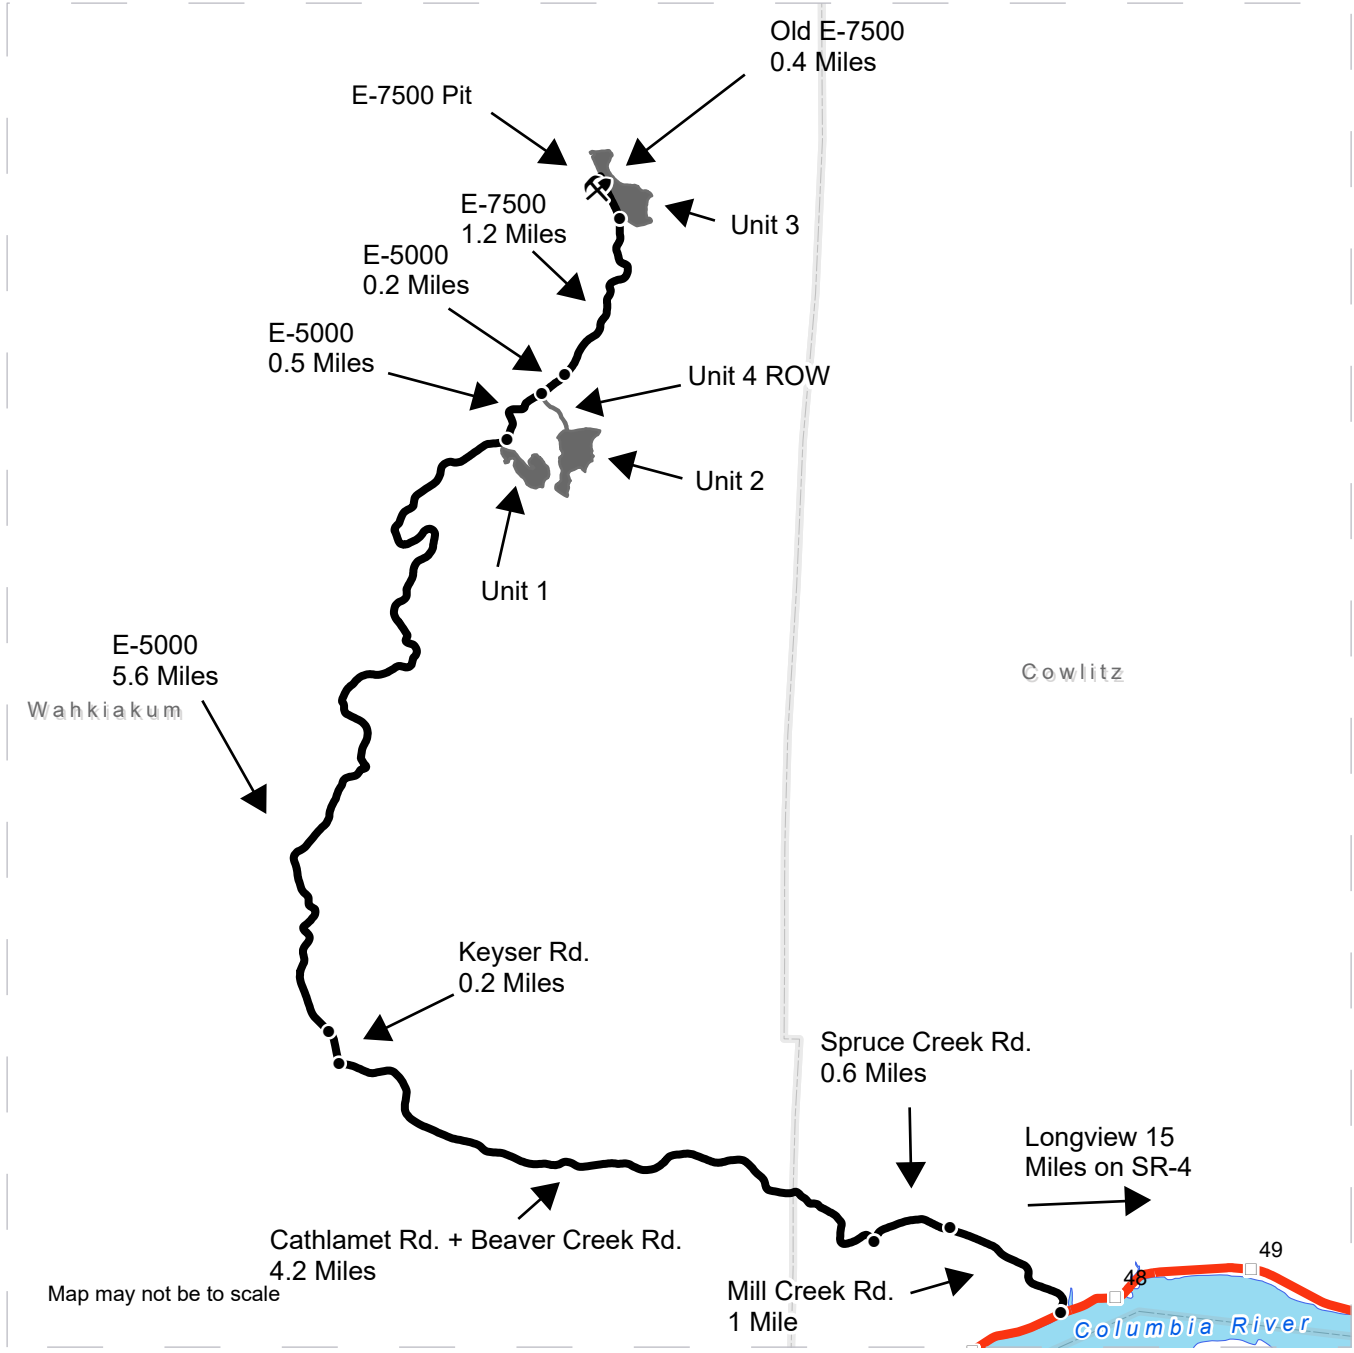 Old E-7500
0.4 Miles
E-7500 Pit
E-7500
1.2 Miles
Unit 3
E-5000
0.2 Miles
E-5000
0.5 Miles
Unit 4 ROW
Unit 2
Unit 1
E-5000
5.6 Miles
Wahkiakum
Cowlitz
Keyser Rd.
0.2 Miles
Spruce Creek Rd.
0.6 Miles
Longview 15
Miles on SR-4
Cathlamet Rd. + Beaver Creek Rd.
4.2 Miles
Map may not be to scale
Mill Creek Rd.
1 Mile
48
49
Columbia River